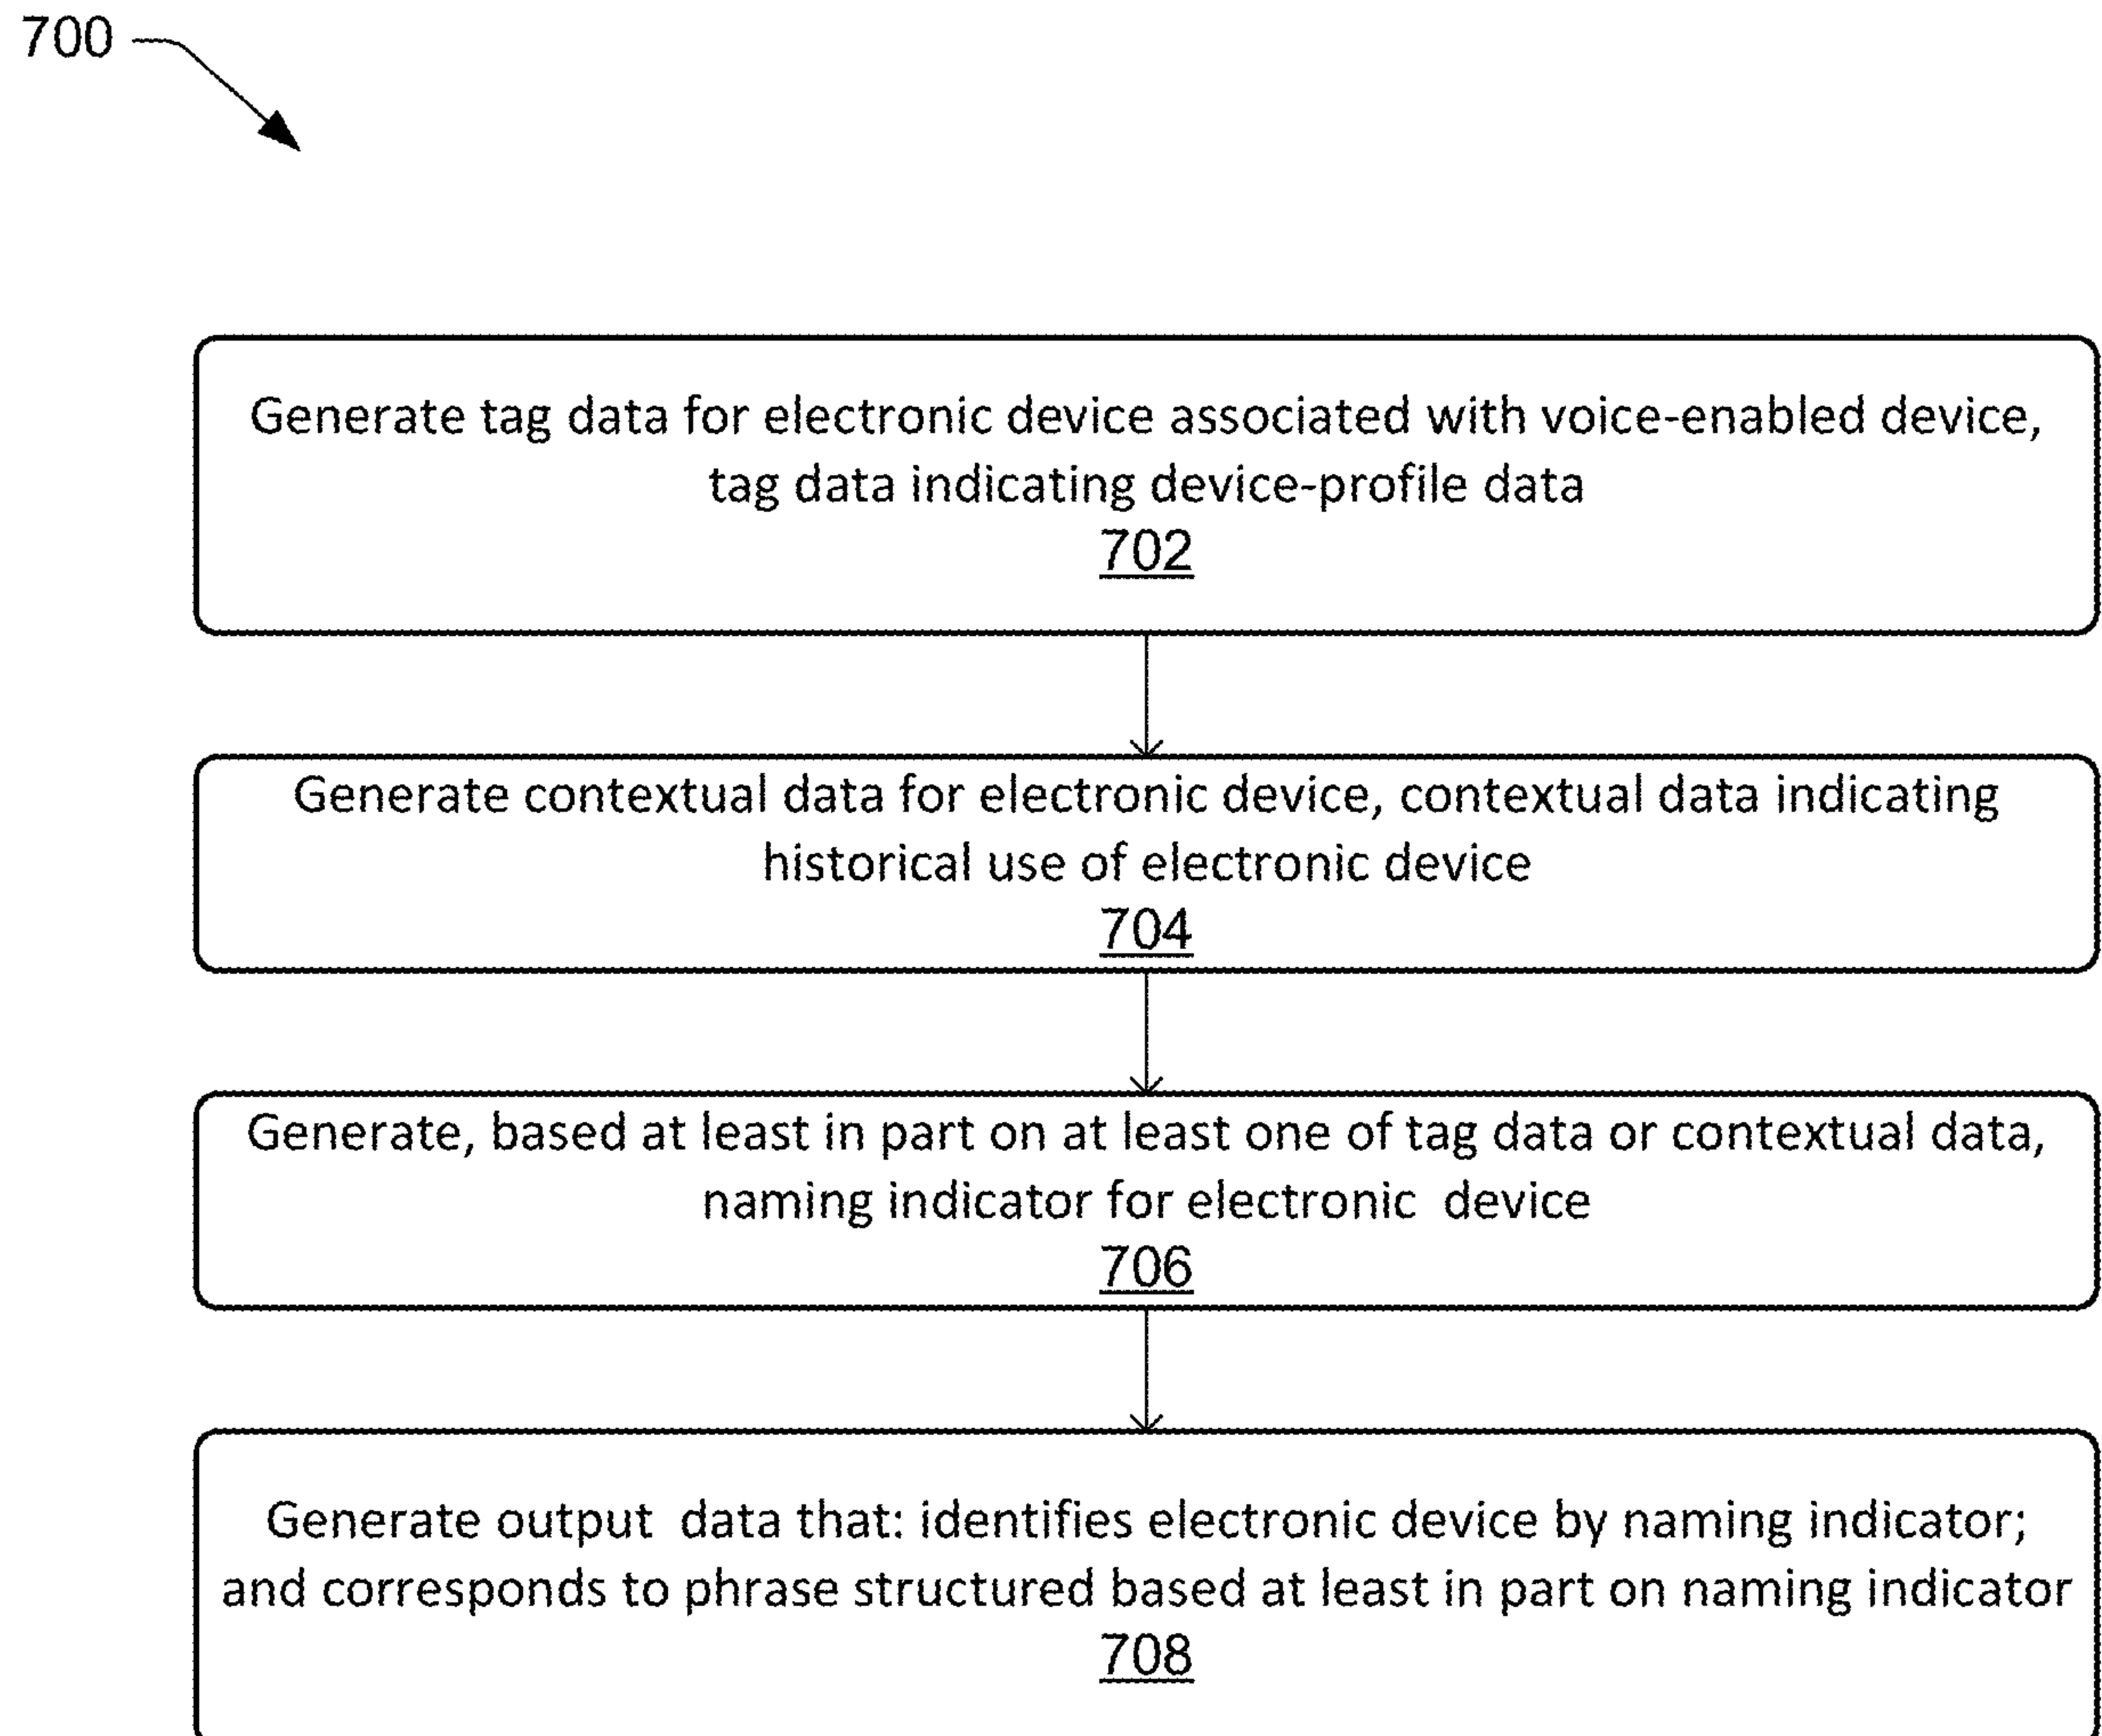 700
Generate tag data for electronic device associated with voice-enabled device,
tag data indicating device-profile data
702
Generate contextual data for electronic device, contextual data indicating
historical use of electronic device
704
Generate, based at least in part on at least one of tag data or contextual data,
naming indicator for electronic  device
706
Generate output  data that: identifies electronic device by naming indicator;
and corresponds to phrase structured based at least in part on naming indicator
708